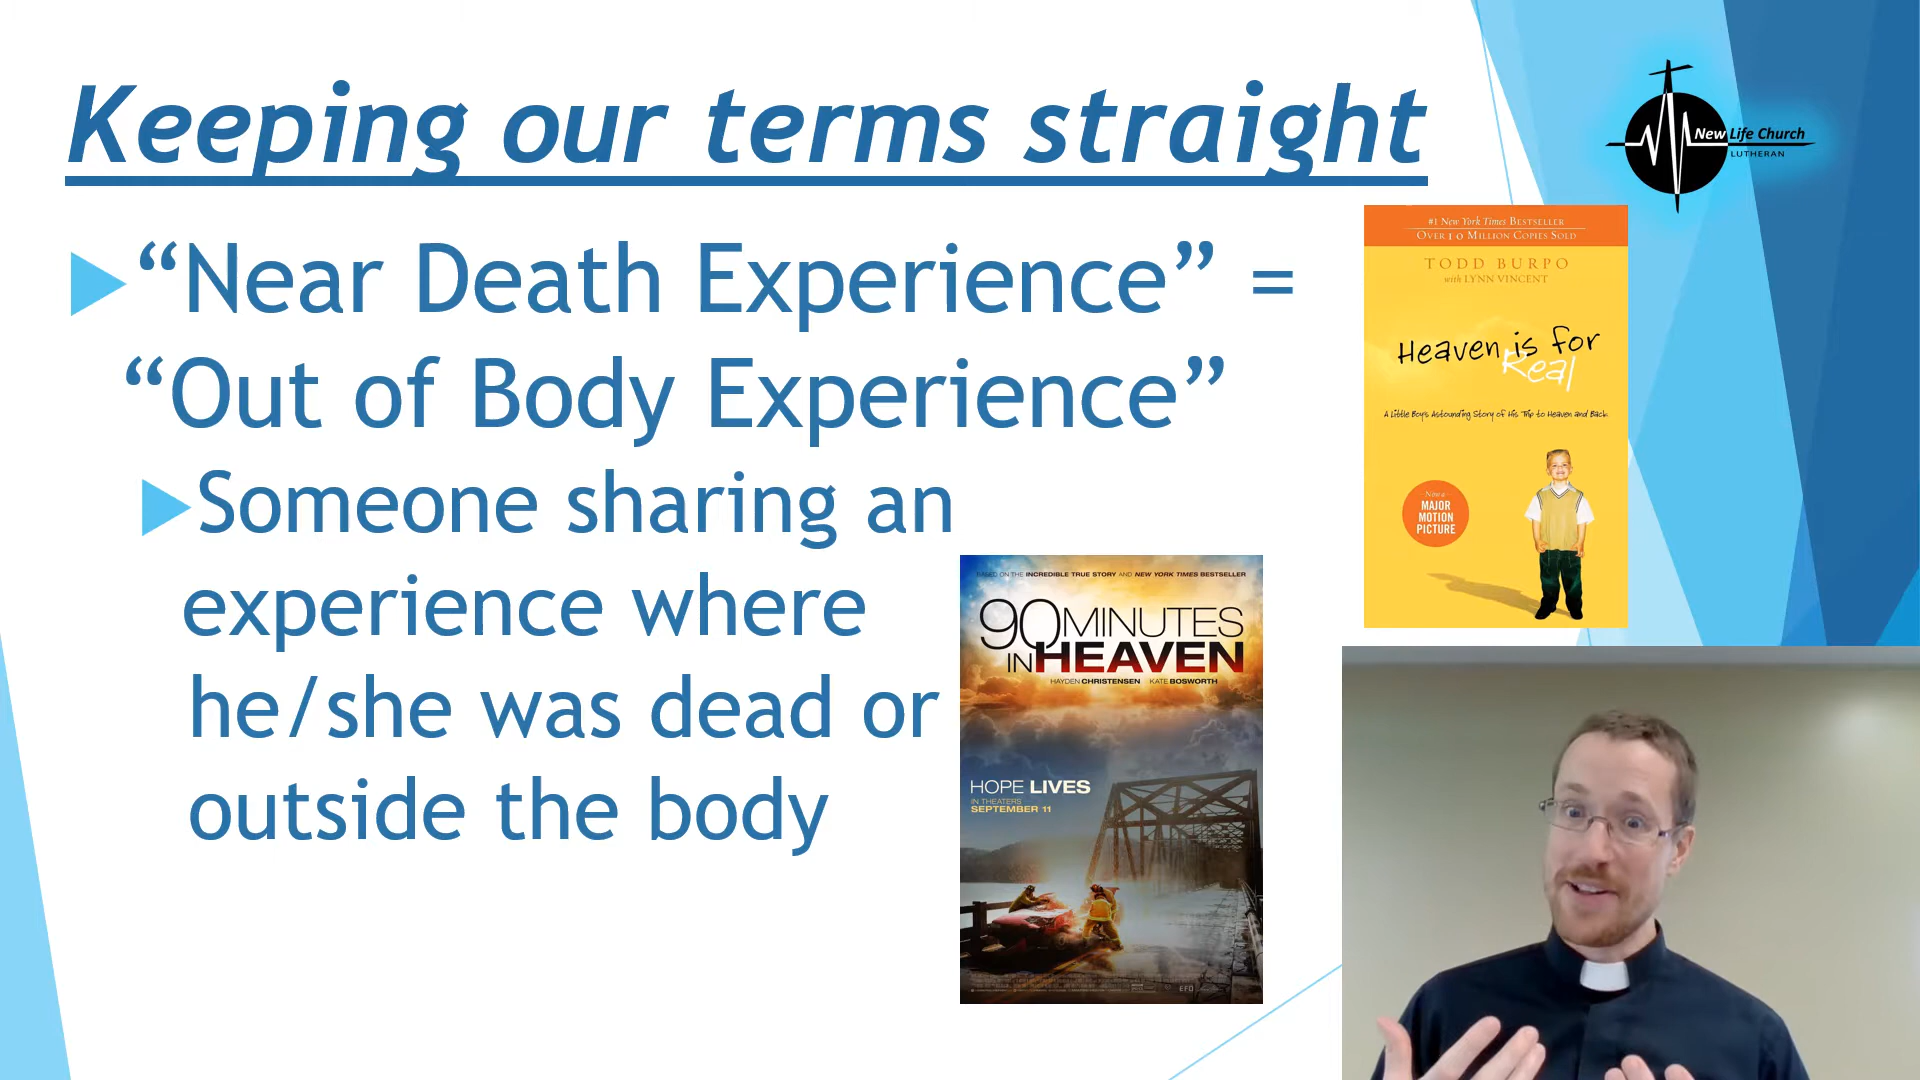 Keeping our terms straight
New Life Church
LUTHERAN
“Near Death Experience” =
“Out of Body Experience”
Someone sharing an
experience where
he/she was dead or
outside the body
#1 New York Times BESTSELLER
OVER 10 MILLION COPIES SOLD
TODD BURPO
with LYNN VINCENT
Heaven is for
Real
A Little Boy's Astounding Story of His Trip to Heaven and Back
Now a
MAJOR
MOTION
PICTURE
BASED ON THE INCREDIBLE TRUE STORY AND NEW YORK TIMES BESTSELLER
90 MINUTES
IN HEAVEN
HAYDEN CHRISTENSEN KATE BOSWORTH
HOPE LIVES
IN THEATERS
SEPTEMBER 11